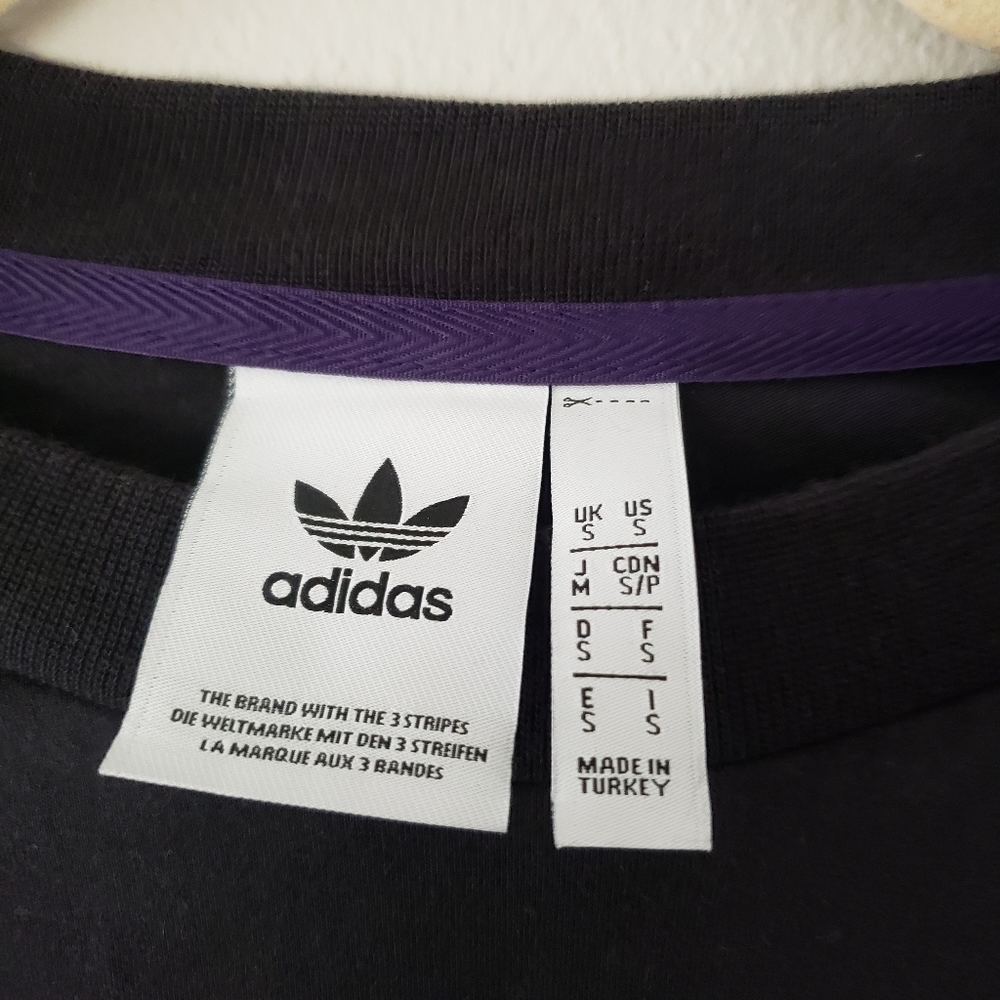 adidas
THE BRAND WITH THE 3 STRIPES
DIE WELTMARKE MIT DEN 3 STREIFEN
LA MARQUE AUX 3 BANDES
UK US
S S
J CDN
M S/P
D F
S S
E I
S S
MADE IN
TURKEY